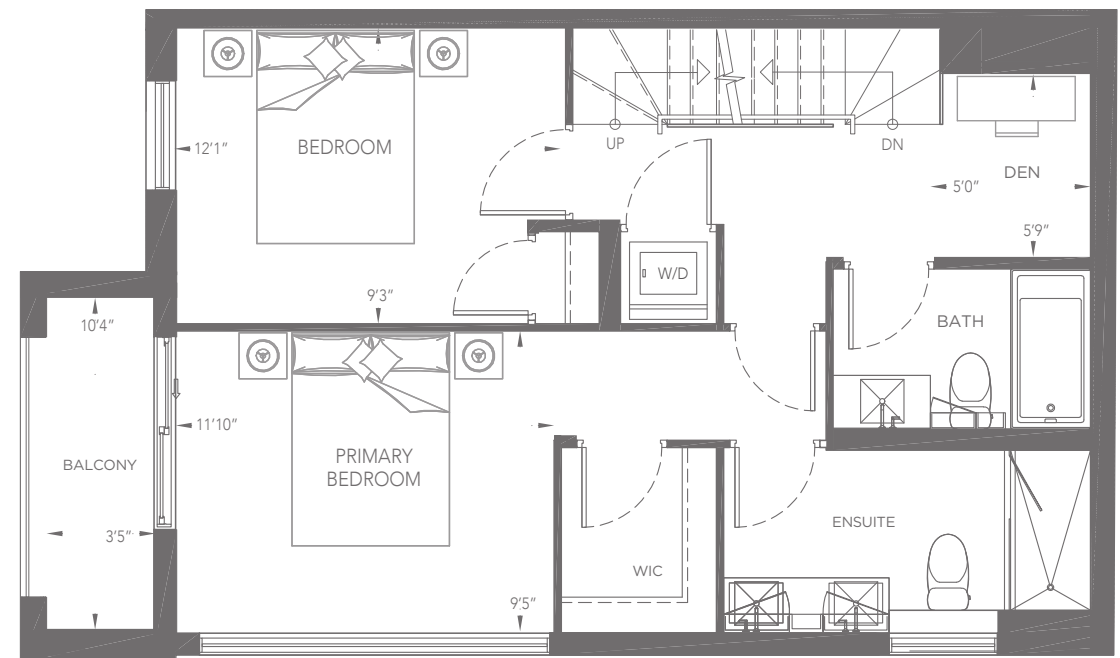 12'1"
BEDROOM
UP
DN
DEN
5'0"
5'9"
W/D
9'3"
10'4"
BATH
11'10"
BALCONY
PRIMARY
BEDROOM
3'5"
ENSUITE
WIC
9'5"